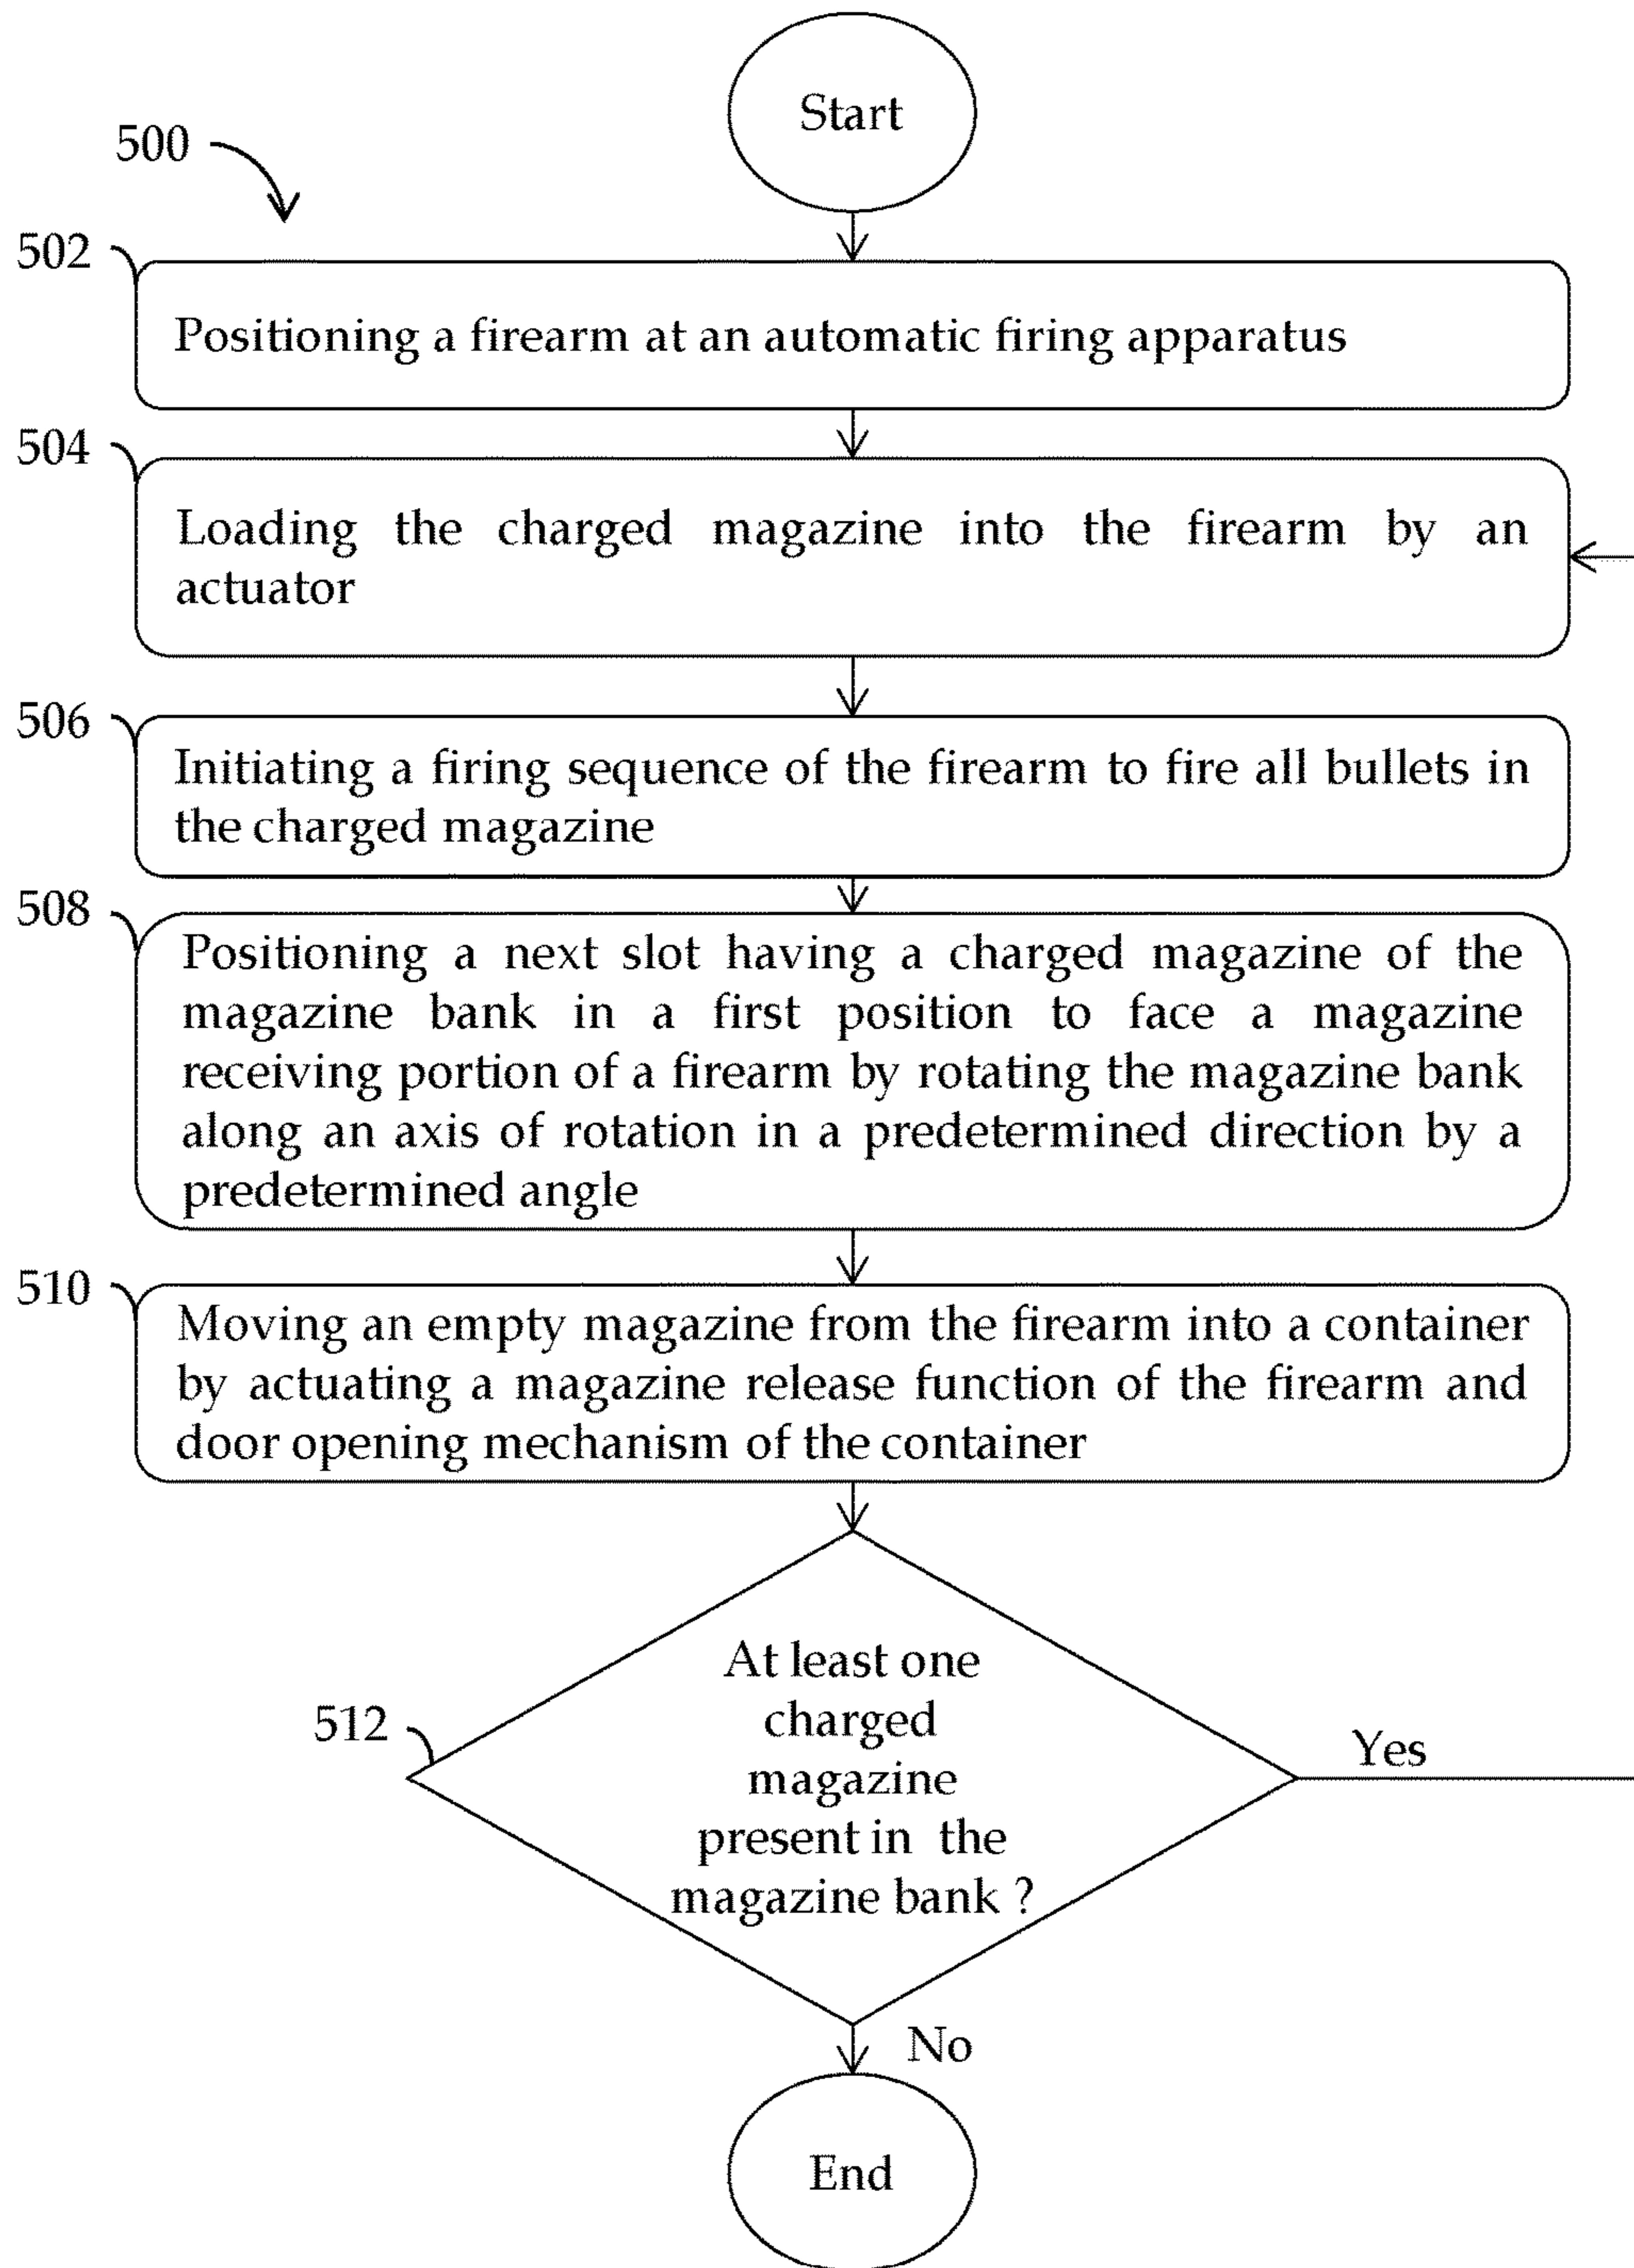 Start
500
502
Positioning a firearm at an automatic firing apparatus
504
Loading the charged magazine into the firearm by an
actuator
506
Initiating a firing sequence of the firearm to fire all bullets in
the charged magazine
508
Positioning a next slot having a charged magazine of the
magazine bank in a first position to face a magazine
receiving portion of a firearm by rotating the magazine bank
along an axis of rotation in a predetermined direction by a
predetermined angle
510
Moving an empty magazine from the firearm into a container
by actuating a magazine release function of the firearm and
door opening mechanism of the container
At least one
charged
512
magazine
Yes
present in the
magazine bank ?
No
End